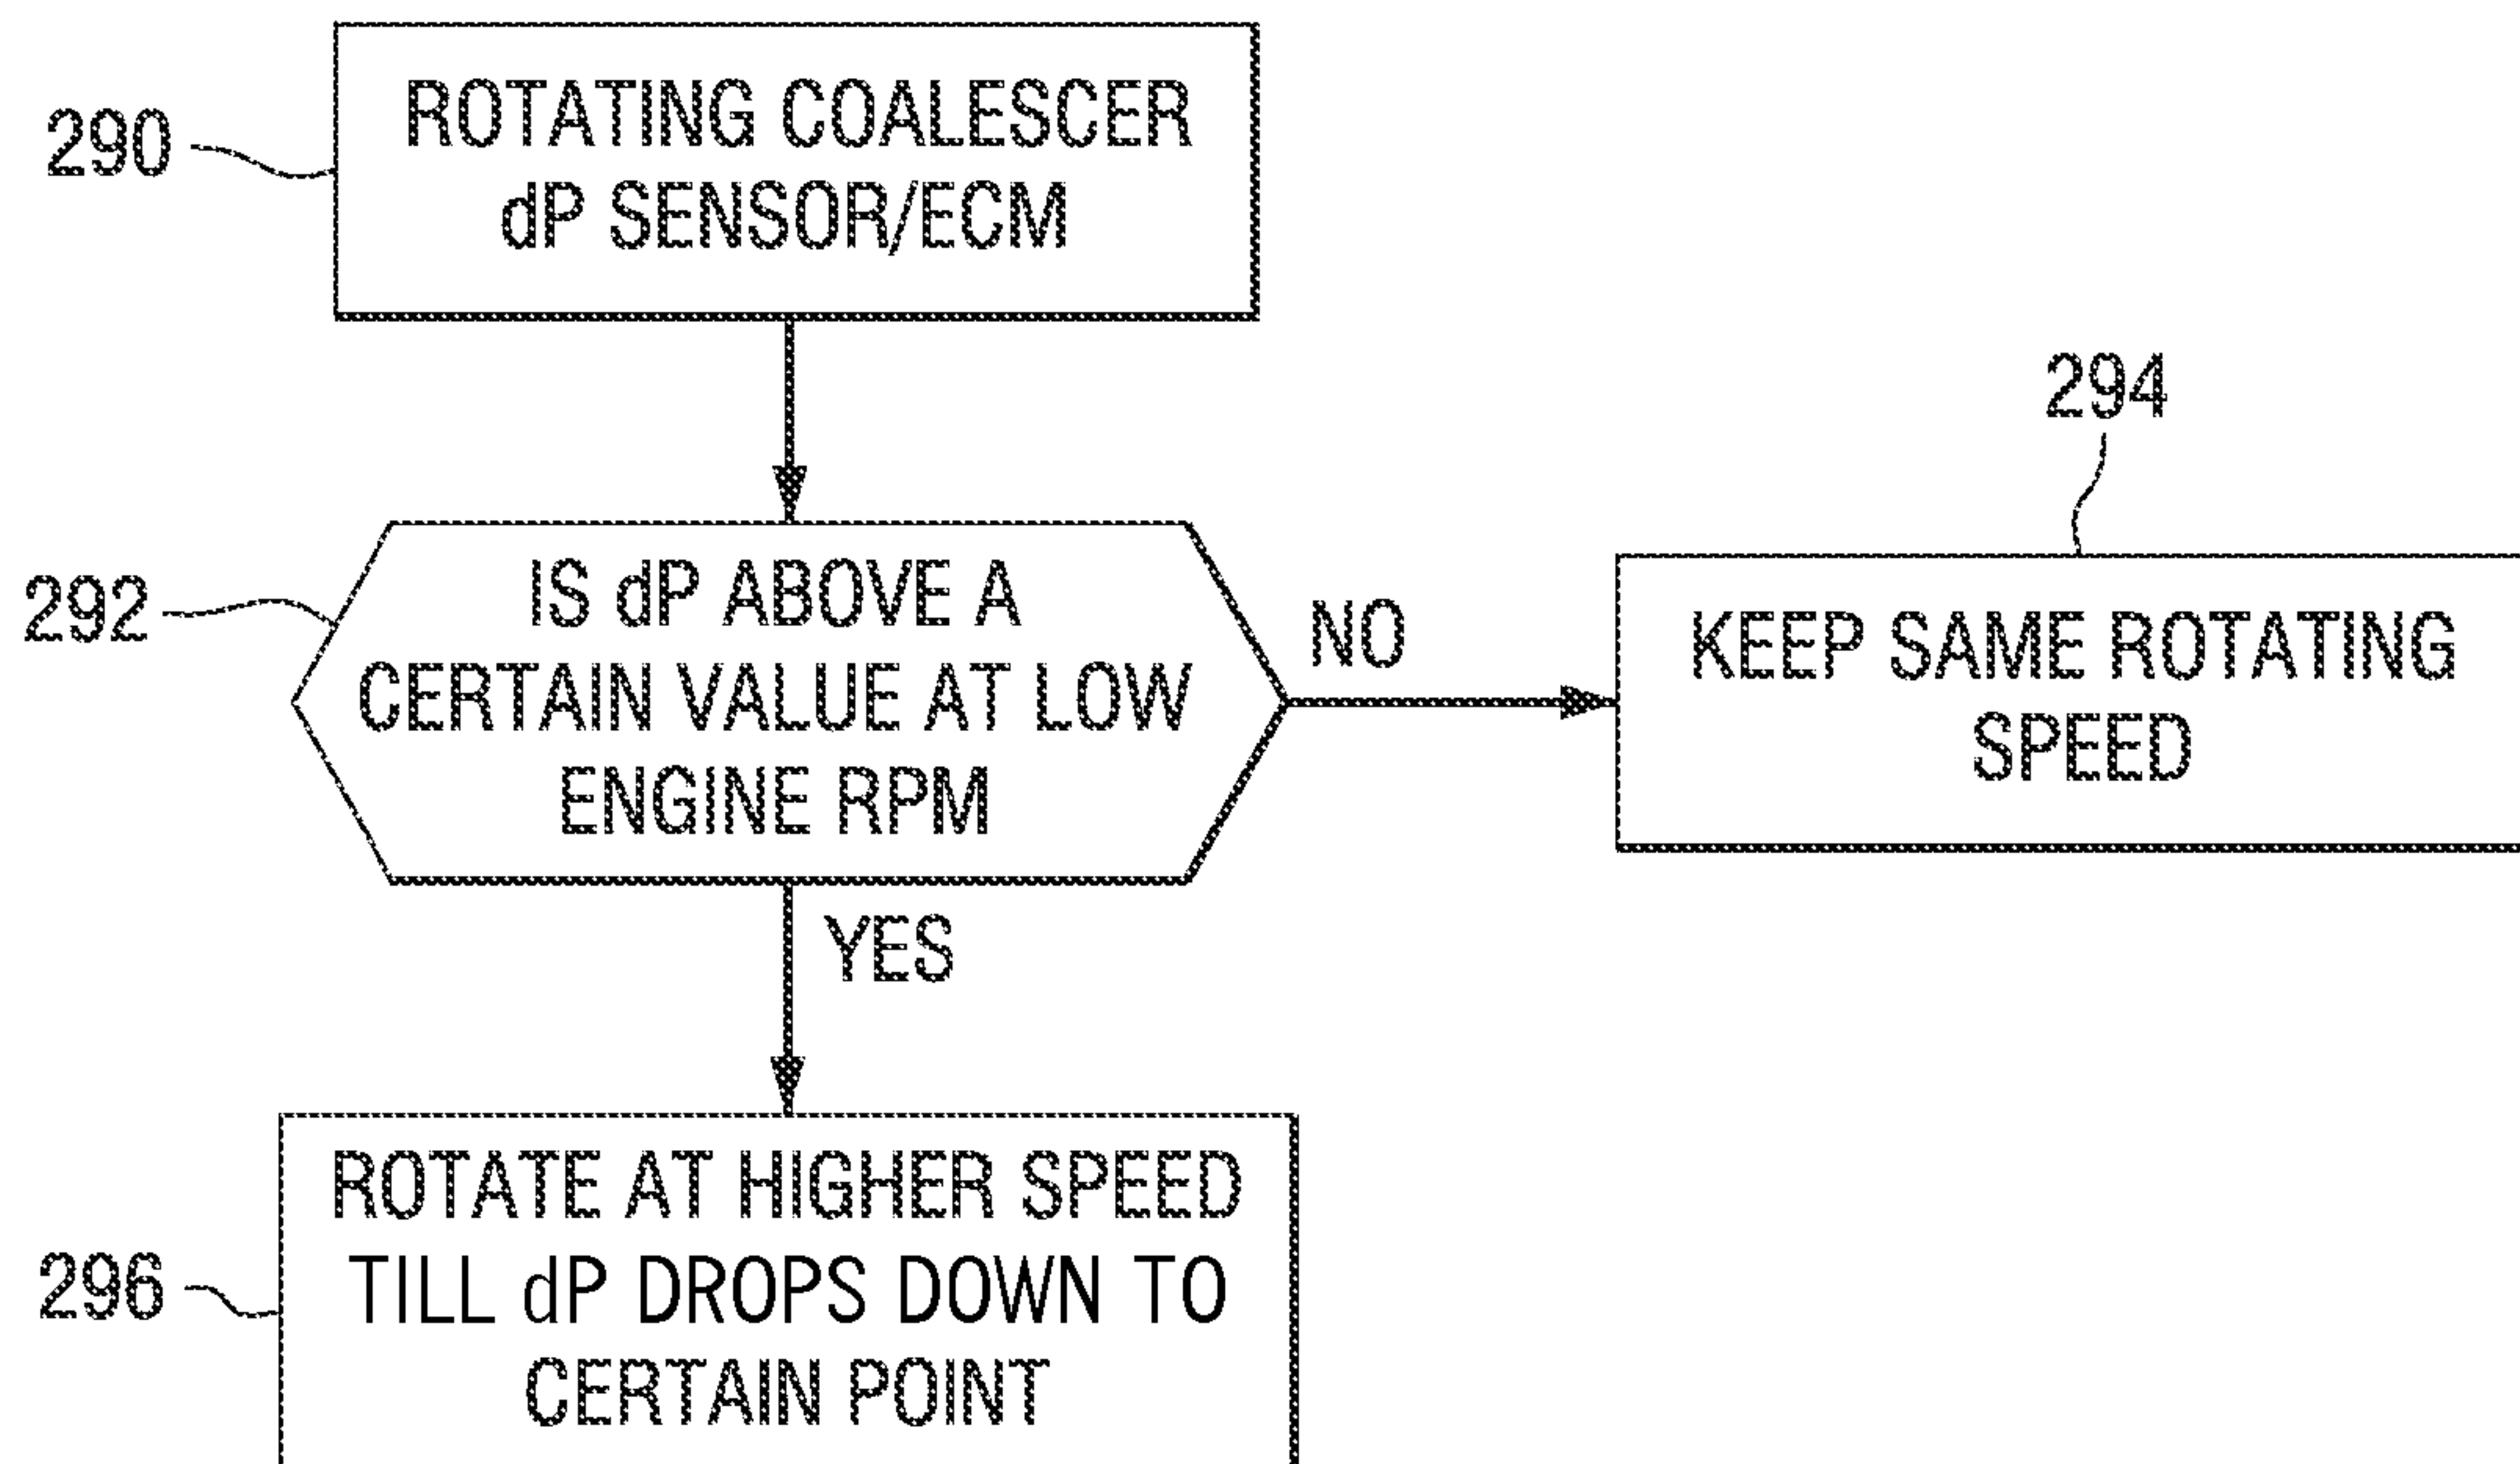 290
ROTATING COALESCER
dP SENSOR/ECM
292
IS dP ABOVE A
CERTAIN VALUE AT LOW
ENGINE RPM
NO
294
KEEP SAME ROTATING
SPEED
YES
296
ROTATE AT HIGHER SPEED
TILL dP DROPS DOWN TO
CERTAIN POINT